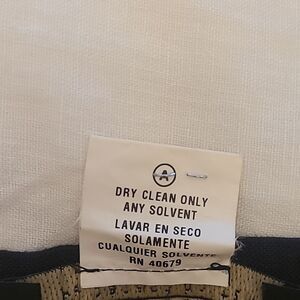 A
DRY CLEAN ONLY
ANY SOLVENT
LAVAR EN SECO
SOLAMENTE
CUALQUIER SOLVENTE
RN 40679